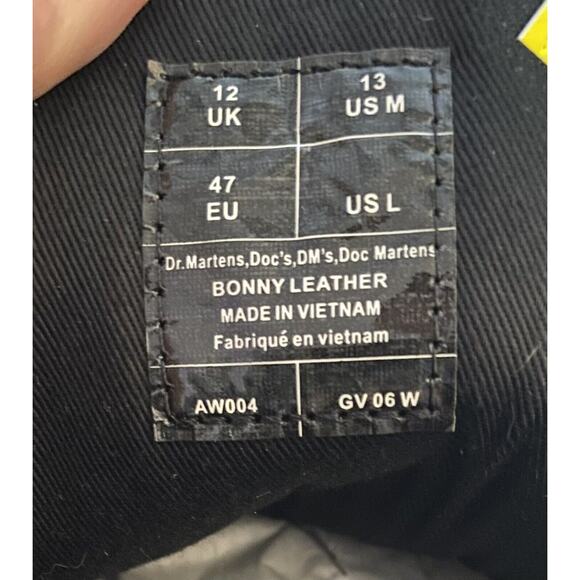 12
UK
13
US M
47
EU
US L
Dr.Martens,Doc's,DM's,Doc Martens
BONNY LEATHER
MADE IN VIETNAM
Fabriqué en vietnam
AW004
GV 06 W